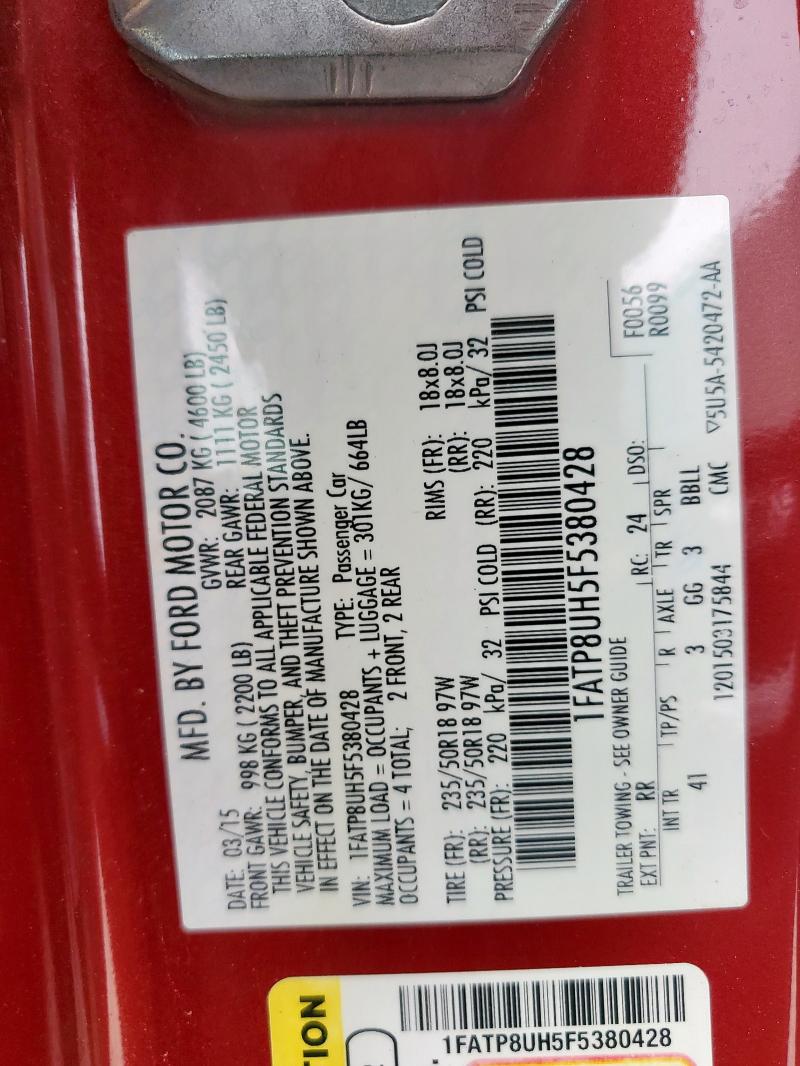 MFD. BY FORD MOTOR CO.
DATE: 03/15 GVWR: 2087 KG ( 4600 LB)
FRONT GAWR: 998 KG ( 2200 LB) REAR GAWR: 1111 KG ( 2450 LB)
THIS VEHICLE CONFORMS TO ALL APPLICABLE FEDERAL MOTOR
VEHICLE SAFETY, BUMPER, AND THEFT PREVENTION STANDARDS
IN EFFECT ON THE DATE OF MANUFACTURE SHOWN ABOVE.
VIN: 1FATP8UH5F5380428 TYPE: Passenger Car
MAXIMUM LOAD = OCCUPANTS + LUGGAGE = 301KG/ 664LB
OCCUPANTS = 4 TOTAL; 2 FRONT, 2 REAR
TIRE (FR): 235/50R18 97W RIMS (FR): 18x8.0J
(RR): 235/50R18 97W (RR): 18x8.0J
PRESSURE (FR): 220 kPa/ 32 PSI COLD (RR): 220 kPa/ 32 PSI COLD
1FATP8UH5F5380428
F0056
R0099
TRAILER TOWING - SEE OWNER GUIDE
EXT PNT: RR RC: 24 DSO:
INT TR TP/PS R AXLE TR SPR
41 3 GG 3 BBLL
1201503175844 CMC ▽5U5A-5420472-AA
TION
1FATP8UH5F5380428